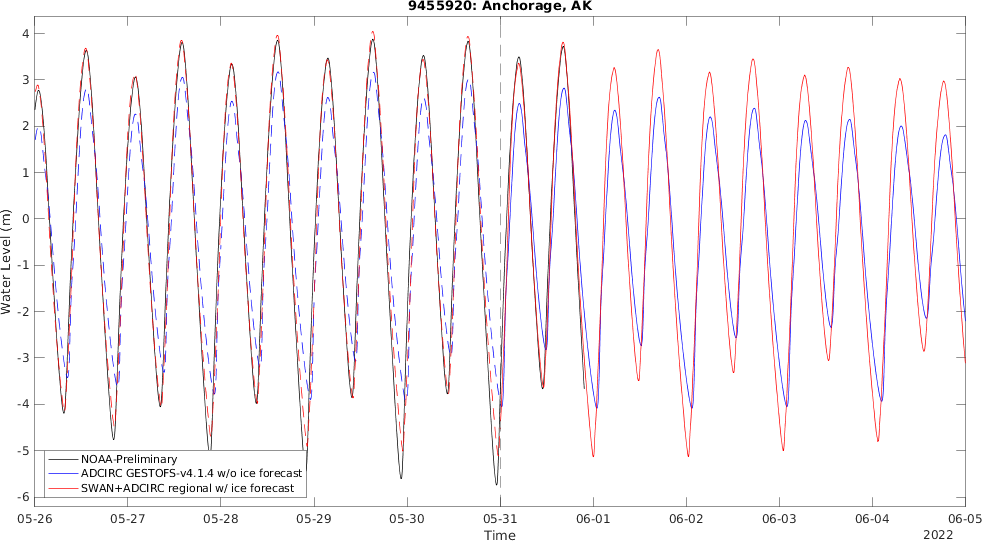 9455920: Anchorage, AK
4
3
2
1
0
-1
-2
-3
-4
-5
-6
Water Level (m)
NOAA-Preliminary
ADCIRC GESTOFS-v4.1.4 w/o ice forecast
SWAN+ADCIRC regional w/ ice forecast
05-26 05-27 05-28 05-29 05-30 05-31 06-01 06-02 06-03 06-04 06-05
Time
2022